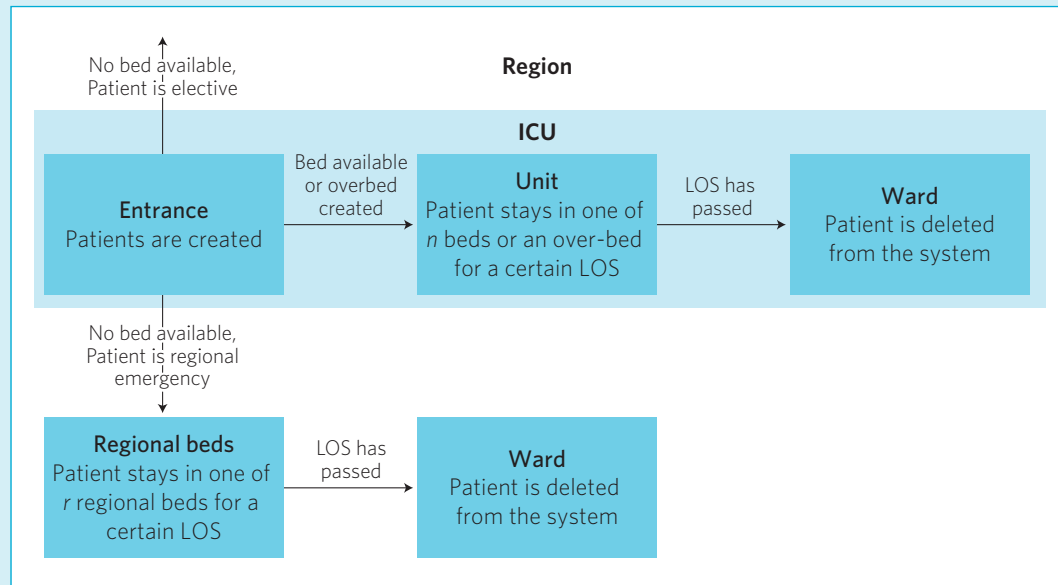 No bed available,
Patient is elective
Region
ICU
Entrance
Patients are created
Bed available
or overbed
created
Unit
Patient stays in one of
n beds or an over-bed
for a certain LOS
LOS has
passed
Ward
Patient is deleted
from the system
No bed available,
Patient is regional
emergency
Regional beds
Patient stays in one of
r regional beds for a
certain LOS
LOS has
passed
Ward
Patient is deleted
from the system